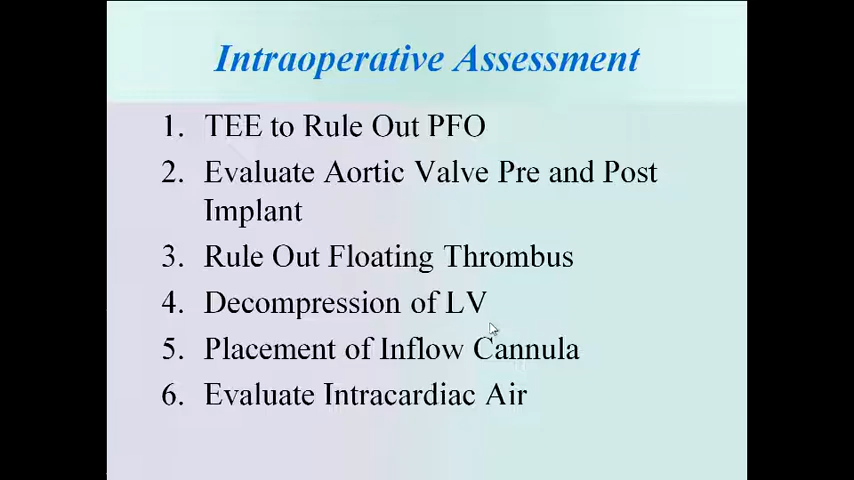 Intraoperative Assessment
1. TEE to Rule Out PFO
2. Evaluate Aortic Valve Pre and Post
Implant
3. Rule Out Floating Thrombus
4. Decompression of LV
5. Placement of Inflow Cannula
6. Evaluate Intracardiac Air